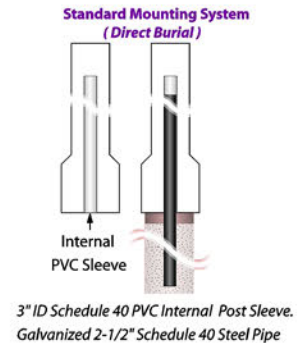 Standard Mounting System
( Direct Burial )
Internal
PVC Sleeve
3" ID Schedule 40 PVC Internal Post Sleeve.
Galvanized 2-1/2" Schedule 40 Steel Pipe